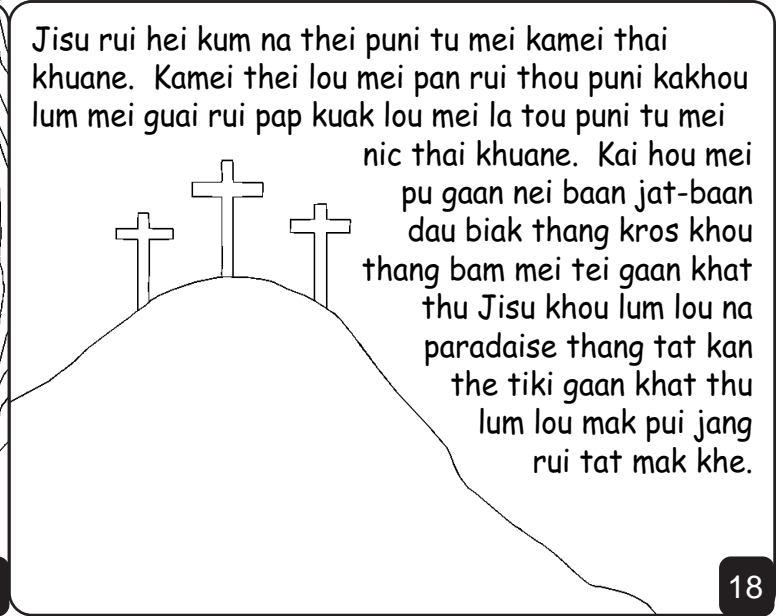 Jisu rui hei kum na thei puni tu mei kamei thai
khuane.  Kamei thei lou mei pan rui thou puni kakhou
lum mei guai rui pap kuak lou mei la tou puni tu mei
nic thai khuane.  Kai hou mei
pu gaan nei baan jat-baan
dau biak thang kros khou
thang bam mei tei gaan khat
thu Jisu khou lum lou na
paradaise thang tat kan
the tiki gaan khat thu
lum lou mak pui jang
rui tat mak khe.
18